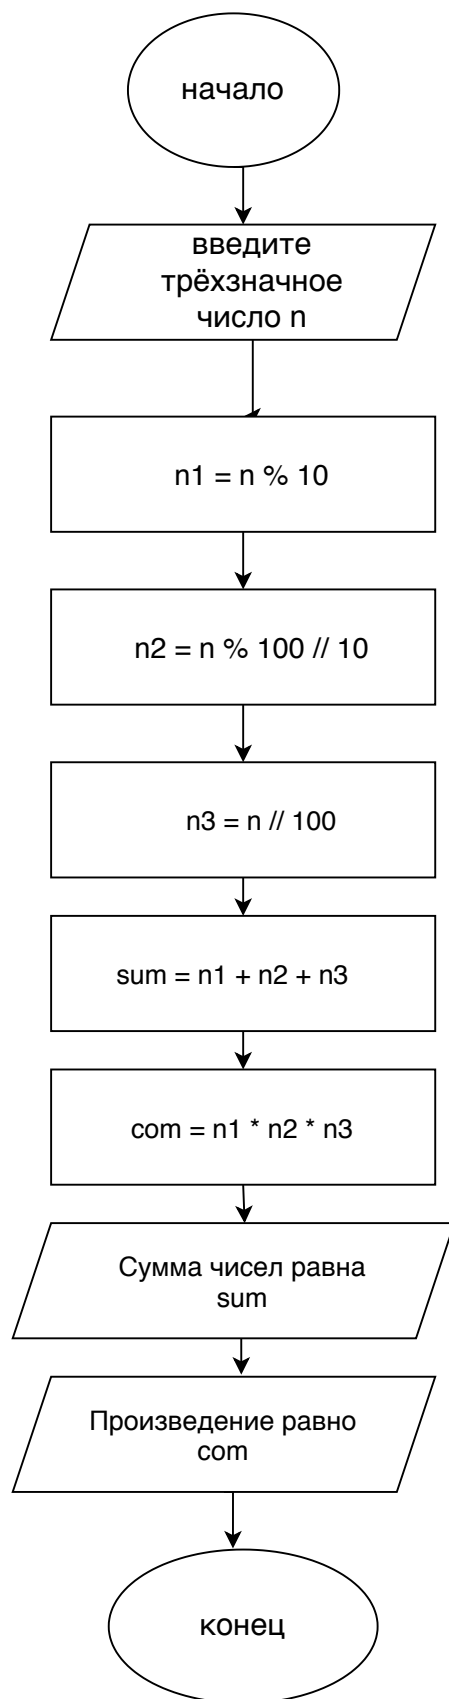 начало
введите
трёхзначное
число n
n1 = n % 10
n2 = n % 100 // 10
n3 = n // 100
sum = n1 + n2 + n3
com = n1 * n2 * n3
Сумма чисел равна
sum
Произведение равно
com
конец